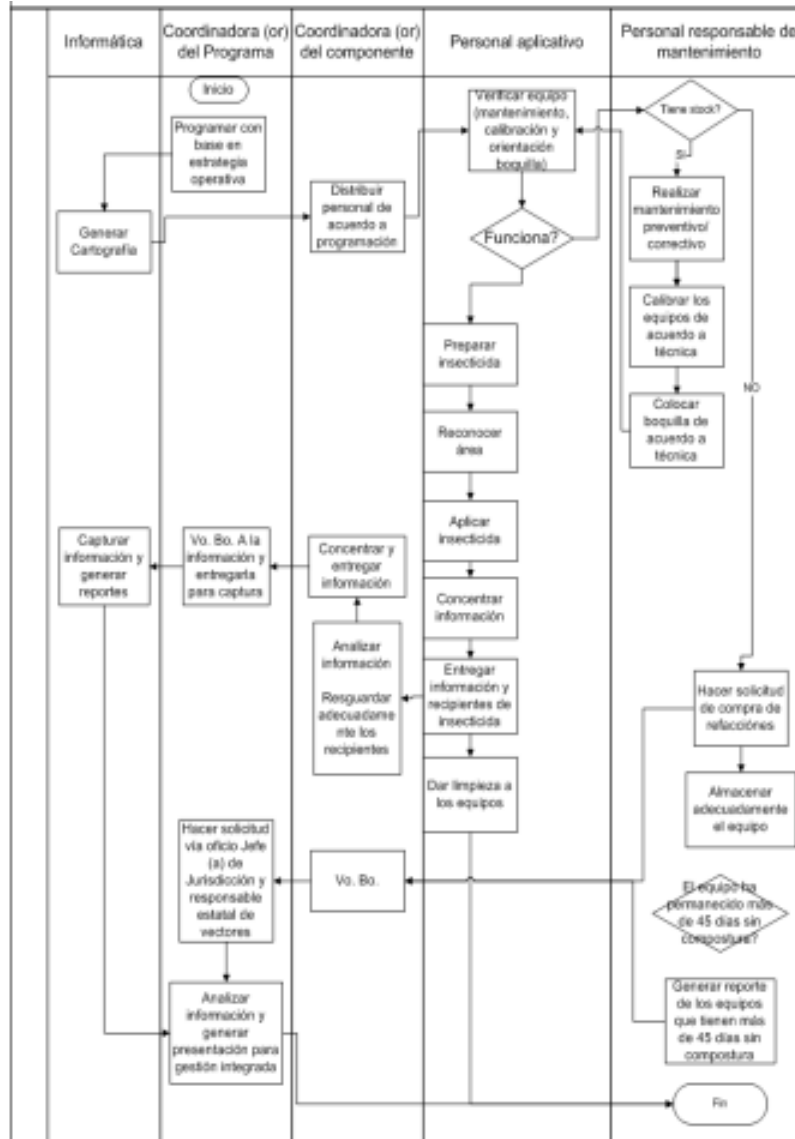 Informática
Coordinadora (or)
del Programa
Coordinadora (or)
del componente
Personal aplicativo
Personal responsable de
mantenimiento
Inicio
Programar con
base en
estrategia
operativa
Generar
Cartografía
Distribuir
personal de
acuerdo a
programación
Verificar equipo
(mantenimiento,
calibración y
orientación
boquilla)
Funciona?
Tiene stock?
SI
NO
Realizar
mantenimiento
preventivo/
correctivo
Calibrar los
equipos de
acuerdo a
técnica
Colocar
boquilla de
acuerdo a
técnica
Preparar
insecticida
Reconocer
área
Aplicar
insecticida
Concentrar
información
Entregar
información y
recipientes de
insecticida
Dar limpieza a
los equipos
Capturar
información y
generar
reportes
Vo. Bo. A la
información y
entregarla
para captura
Concentrar y
entregar
información
Analizar
información
Resguardar
adecuadame
nte los
recipientes
Hacer solicitud
de compra de
refacciónes
Almacenar
adecuadamente
el equipo
Hacer solicitud
vía oficio Jefe
(a) de
Jurisdicción y
responsable
estatal de
vectores
Vo. Bo.
El equipo ha
permanecido más
de 45 días sin
compostura?
Generar reporte
de los equipos
que tienen más
de 45 días sin
compostura
Analizar
información y
generar
presentación para
gestión integrada
Fin